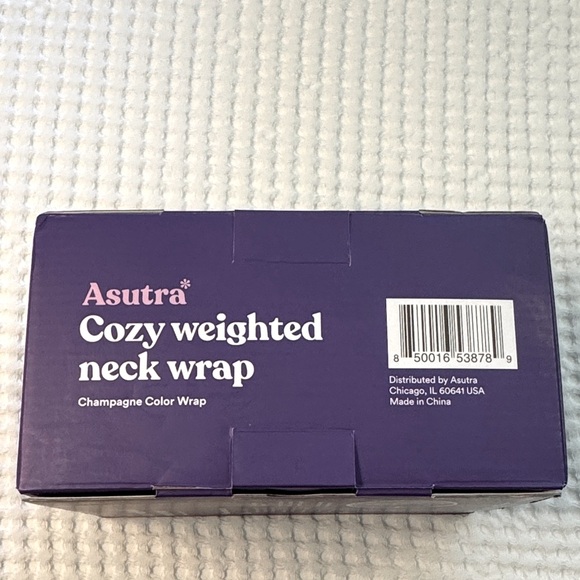 Asutra*
Cozy weighted
neck wrap
Champagne Color Wrap
8 50016 53878 9
Distributed by Asutra
Chicago, IL 60641 USA
Made in China